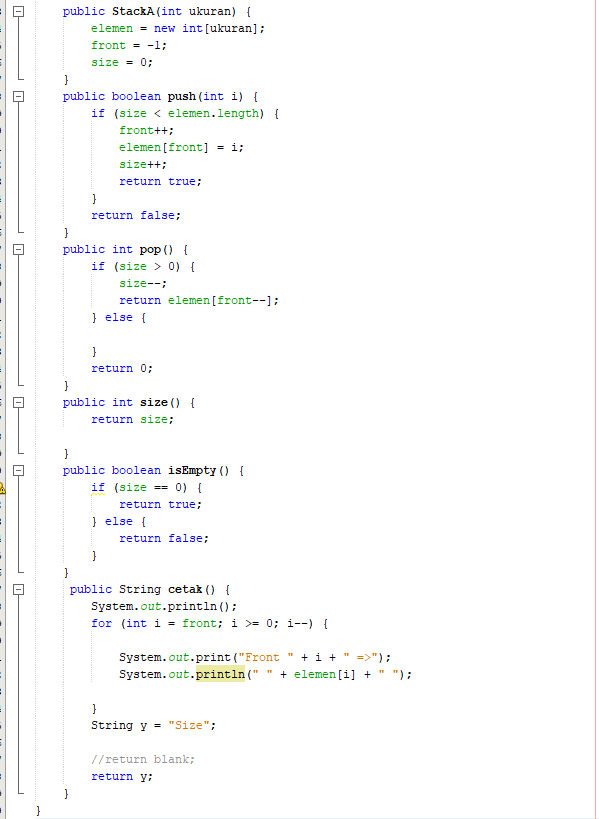 public StackA(int ukuran) {
elemen = new int[ukuran];
front = -1;
size = 0;
}
public boolean push(int i) {
if (size < elemen.length) {
front++;
elemen[front] = i;
size++;
return true;
}
return false;
}
public int pop() {
if (size > 0) {
size--;
return elemen[front--];
} else {
}
return 0;
}
public int size() {
return size;
}
public boolean isEmpty() {
if (size == 0) {
return true;
} else {
return false;
}
}
public String cetak() {
System.out.println();
for (int i = front; i >= 0; i--) {
System.out.print("Front " + i + " =>");
System.out.println(" " + elemen[i] + " ");
}
String y = "Size";
//return blank;
return y;
}
}